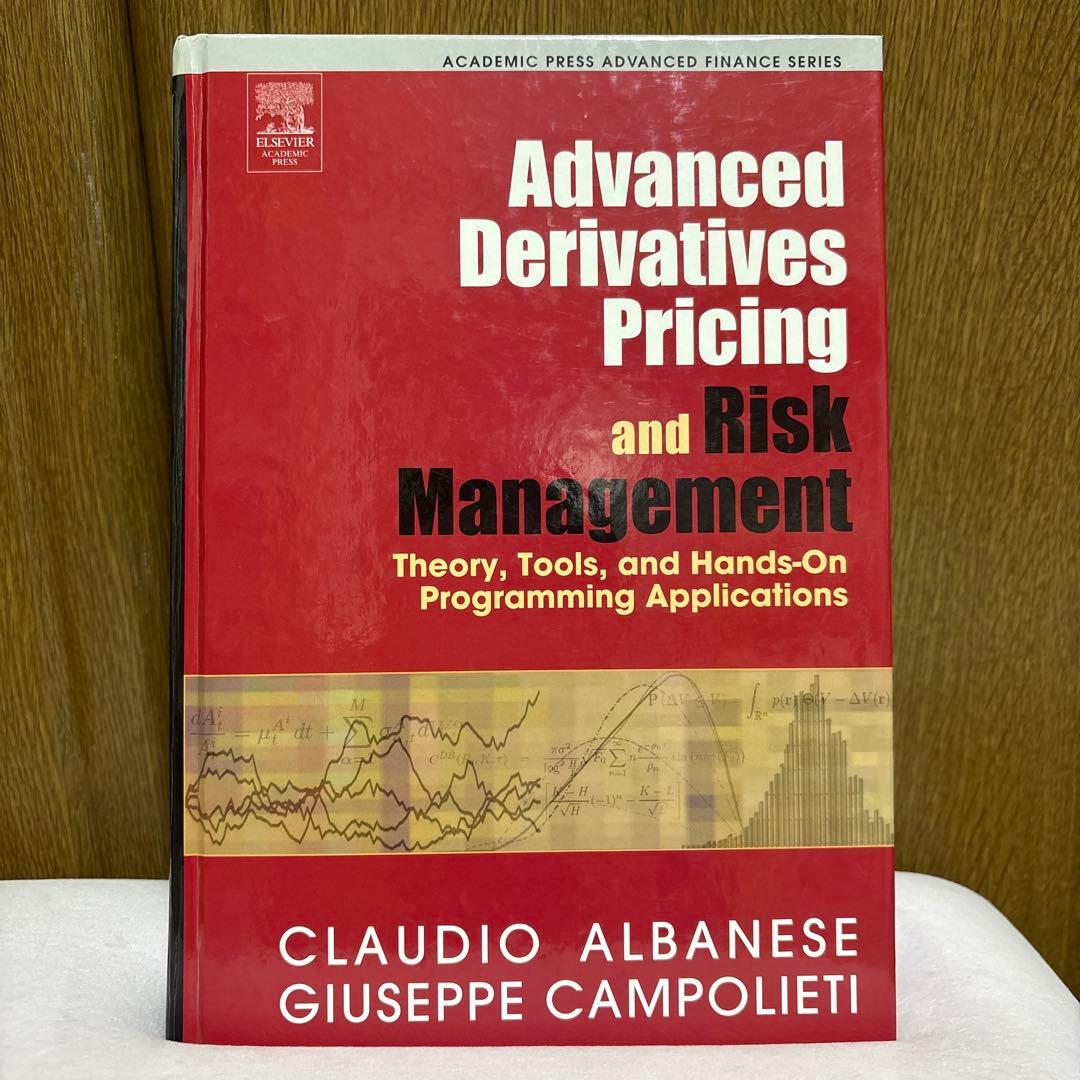 ACADEMIC PRESS ADVANCED FINANCE SERIES
ELSEVIER
ACADEMIC
PRESS
Advanced
Derivatives
Pricing
and Risk
Management
Theory, Tools, and Hands-On
Programming Applications
CLAUDIO ALBANESE
GIUSEPPE CAMPOLIETI